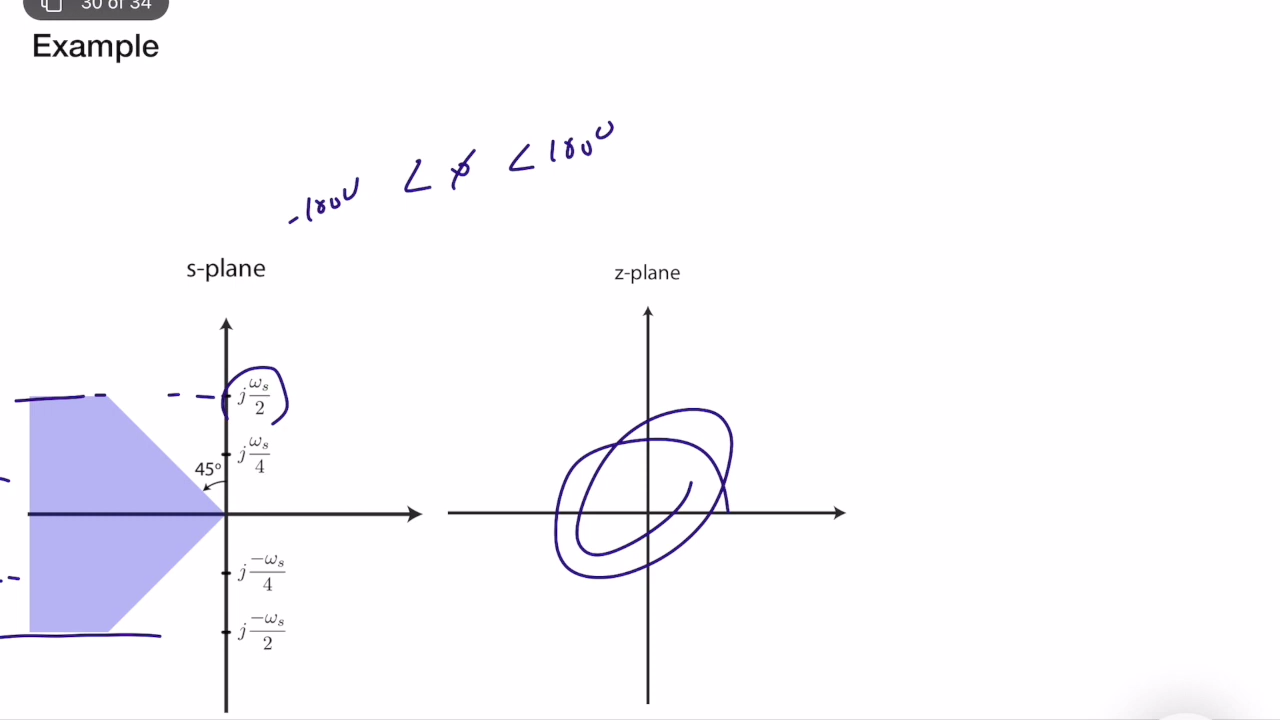 30 of 34
Example
-180° < φ < 180°
s-plane
z-plane
j ωs/2
j ωs/4
45°
j -ωs/4
j -ωs/2